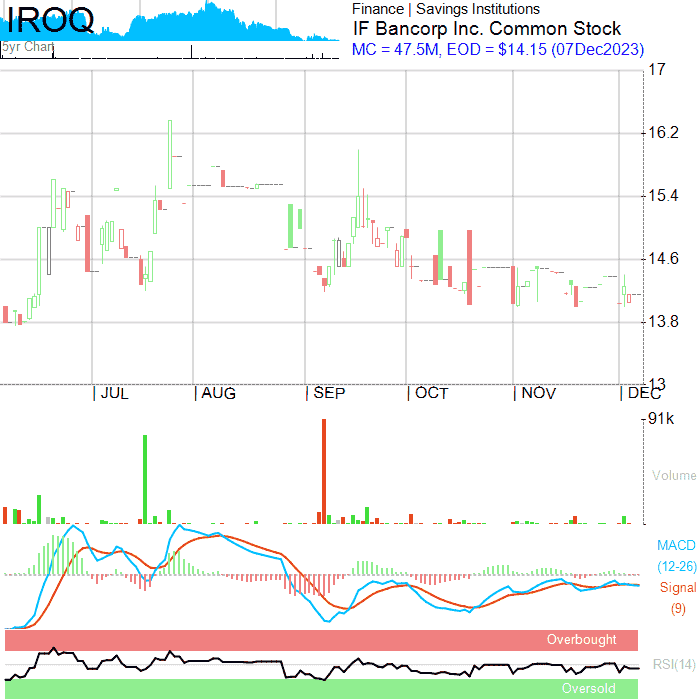 IROQ
5yr Chart
Finance | Savings Institutions
IF Bancorp Inc. Common Stock
MC = 47.5M, EOD = $14.15 (07Dec2023)
17
16.2
15.4
14.6
13.8
13
JUL
AUG
SEP
OCT
NOV
DEC
91k
Volume
MACD
(12-26)
Signal
(9)
Overbought
RSI(14)
Oversold